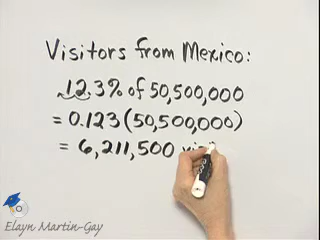 Visitors from Mexico:
12.3% of 50,500,000
= 0.123(50,500,000)
= 6,211,500
Elayn Martin-Gay